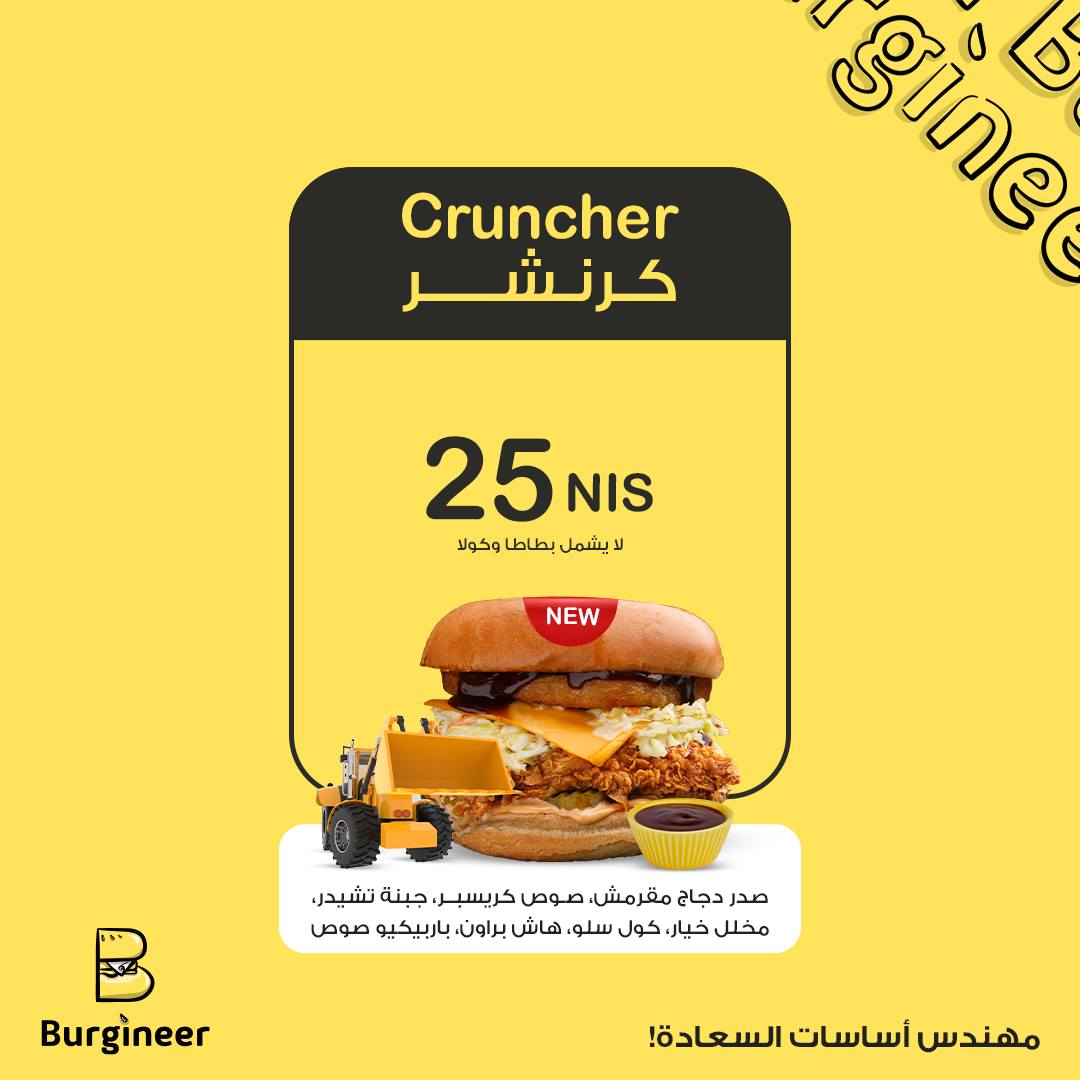 Cruncher
كرنشر
25 NIS
لا يشمل بطاطا وكولا
NEW
صدر دجاج مقرمش، صوص كريسبر، جبنة تشيدر،
مخلل خيار، كول سلو، هاش براون، باربيكيو صوص
Burgineer
مهندس أساسات السعادة!